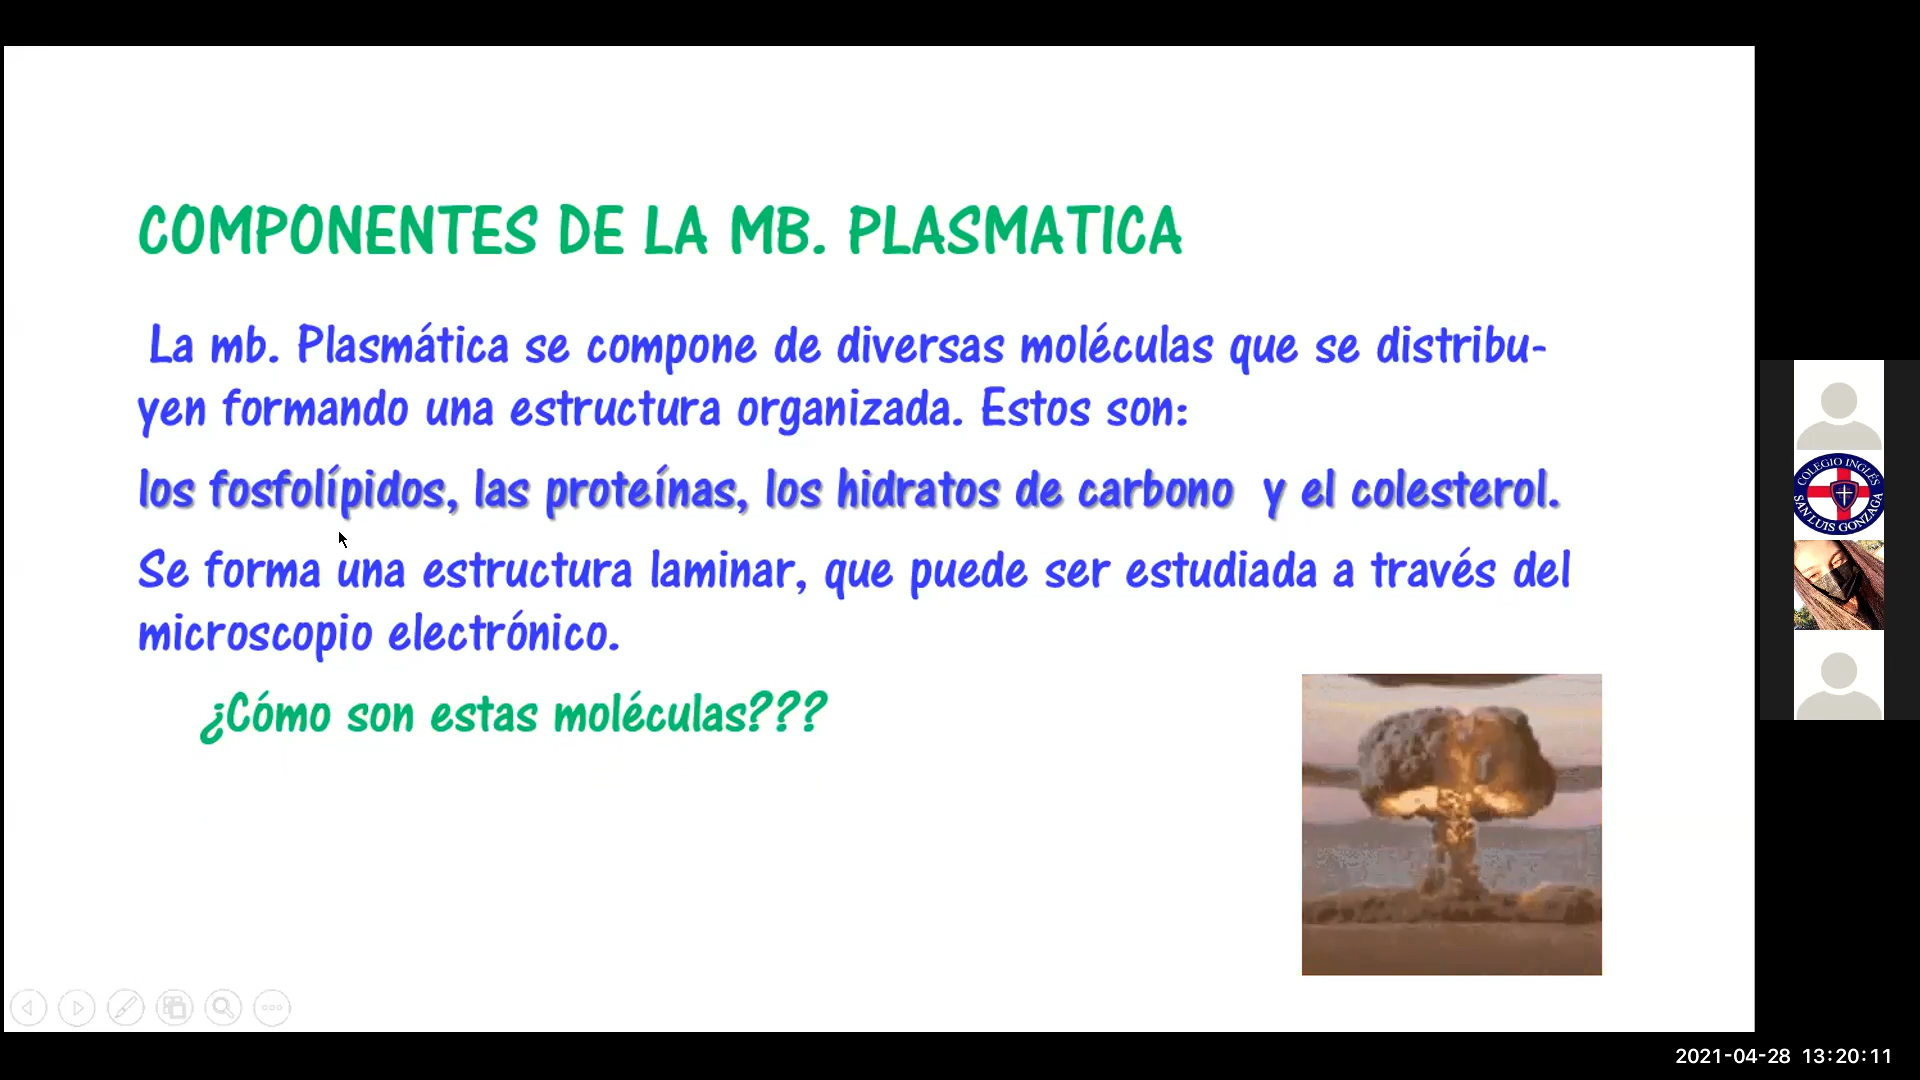 COMPONENTES DE LA MB. PLASMATICA
La mb. Plasmática se compone de diversas moléculas que se distribu-
yen formando una estructura organizada. Estos son:
los fosfolípidos, las proteínas, los hidratos de carbono y el colesterol.
Se forma una estructura laminar, que puede ser estudiada a través del
microscopio electrónico.
¿Cómo son estas moléculas???
COLEGIO INGLÉS
SAN LUIS GONZAGA
2021-04-28 13:20:11